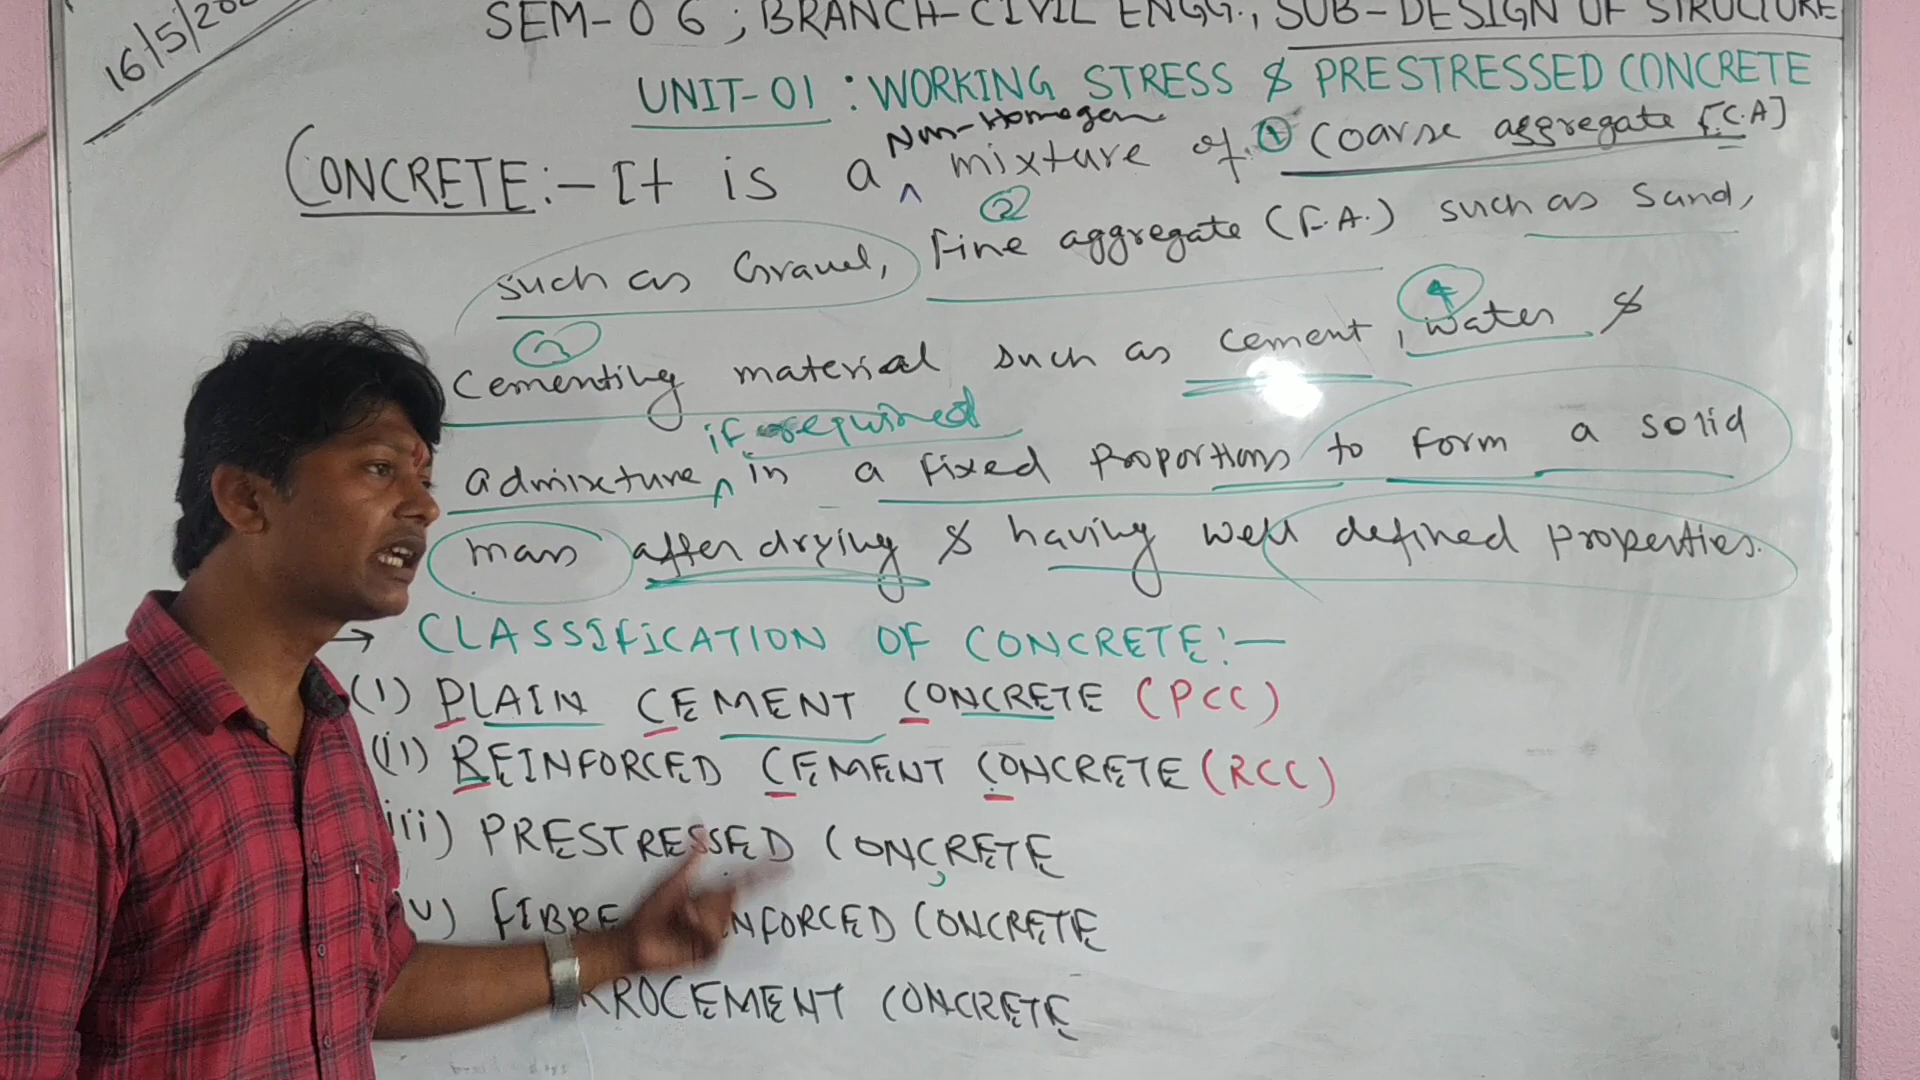 16/5/20
SEM-06; BRANCH-CIVIL ENGG., SUB-DESIGN OF STRUCTURE
UNIT-01 : WORKING STRESS & PRESTRESSED CONCRETE
Non-Homogen
CONCRETE:- It is a ^ mixture of ① Coarse aggregate [C.A]
②
such as Gravel, Fine aggregate (F.A.) such as Sand,
4
Cementing material such as cement, water &
if required
admixture ^ in a fixed proportions to form a solid
mass after drying & having well defined properties.
→ CLASSIFICATION OF CONCRETE:-
(i) PLAIN CEMENT CONCRETE (PCC)
(ii) REINFORCED CEMENT CONCRETE (RCC)
iii) PRESTRESSED CONCRETE
v) FIBRE NFORCED CONCRETE
RROCEMENT CONCRETE